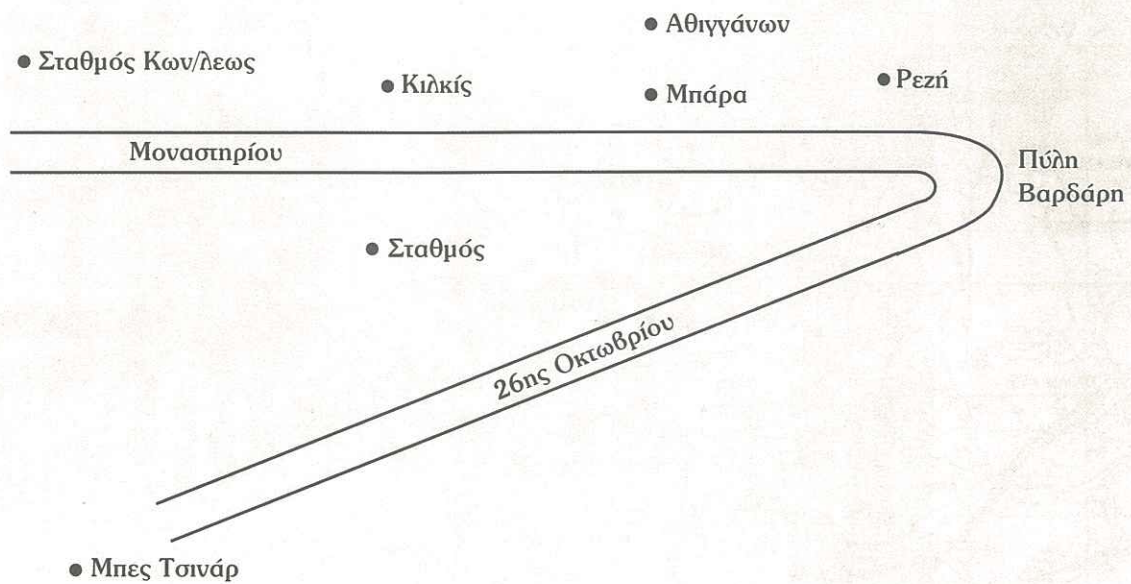 Αθιγγάνων
Σταθμός Κων/λεως
Κιλκίς
Μπάρα
Ρεζή
Μοναστηρίου
Πύλη
Βαρδάρη
Σταθμός
26ης Οκτωβρίου
Μπες Τσινάρ